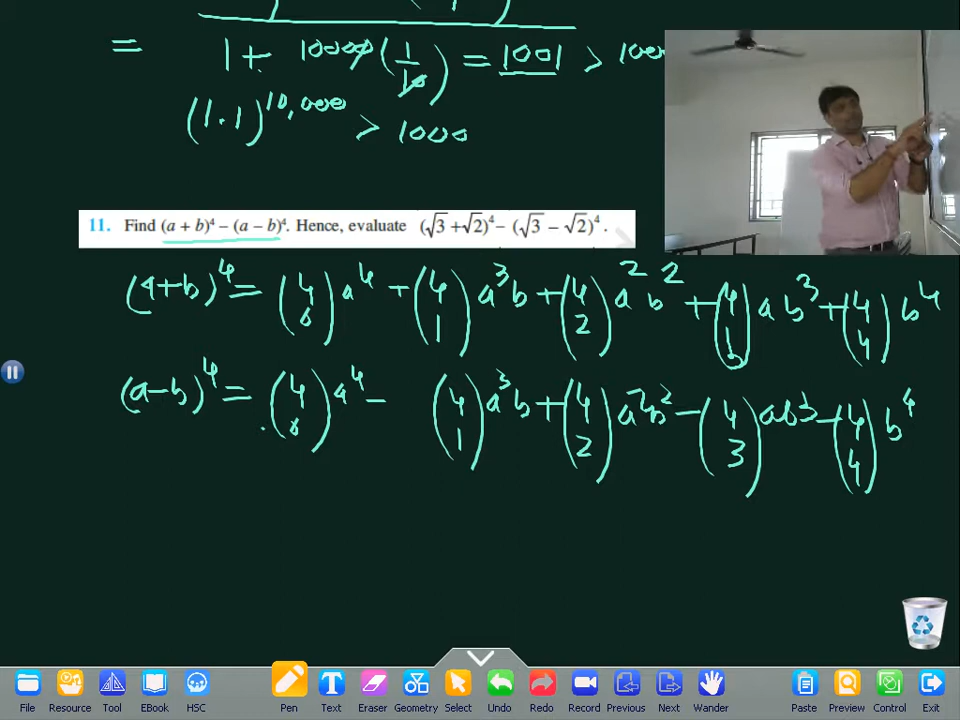 = 1 + 10000 (1/10) = 1001 > 100
(1.1)^10,000 > 1000
11. Find (a + b)⁴ – (a – b)⁴. Hence, evaluate (√3 + √2)⁴ – (√3 – √2)⁴.
(a+b)⁴ = (4 0) a⁴ + (4 1) a³b + (4 2) a²b² + (4 3) ab³ + (4 4) b⁴
(a-b)⁴ = (4 0) a⁴ - (4 1) a³b + (4 2) a²b² - (4 3) ab³ - (4 4) b⁴
File Resource Tool EBook HSC Pen Text Eraser Geometry Select Undo Redo Record Previous Next Wander Paste Preview Control Exit